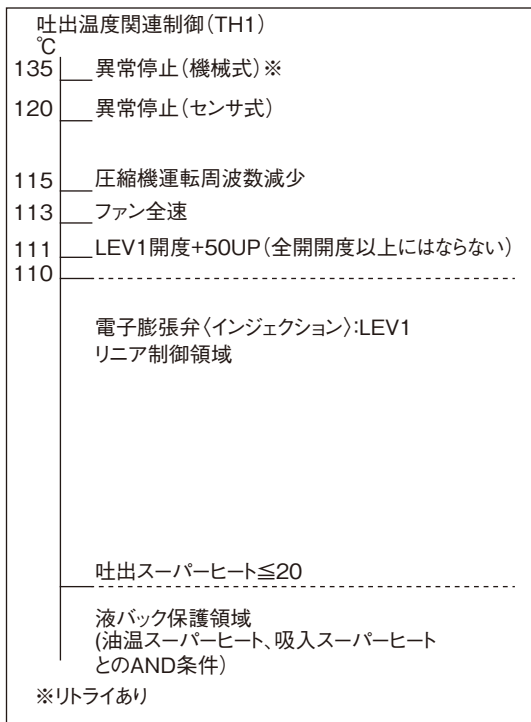 吐出温度関連制御（TH1）
℃
135 異常停止（機械式）※
120 異常停止（センサ式）
115 圧縮機運転周波数減少
113 ファン全速
111 LEV1開度+50UP（全開開度以上にはならない）
110
電子膨張弁〈インジェクション〉:LEV1
リニア制御領域
吐出スーパーヒート≦20
液バック保護領域
(油温スーパーヒート、吸入スーパーヒート
とのAND条件）
※リトライあり